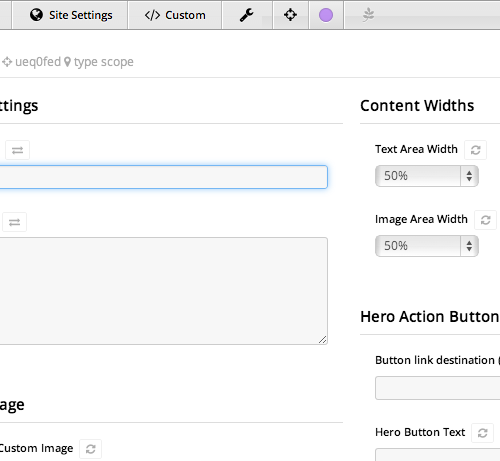 Site Settings
Custom
ueq0fed type scope
ttings
Content Widths
Text Area Width
50%
Image Area Width
50%
Hero Action Button
Button link destination (
age
Custom Image
Hero Button Text